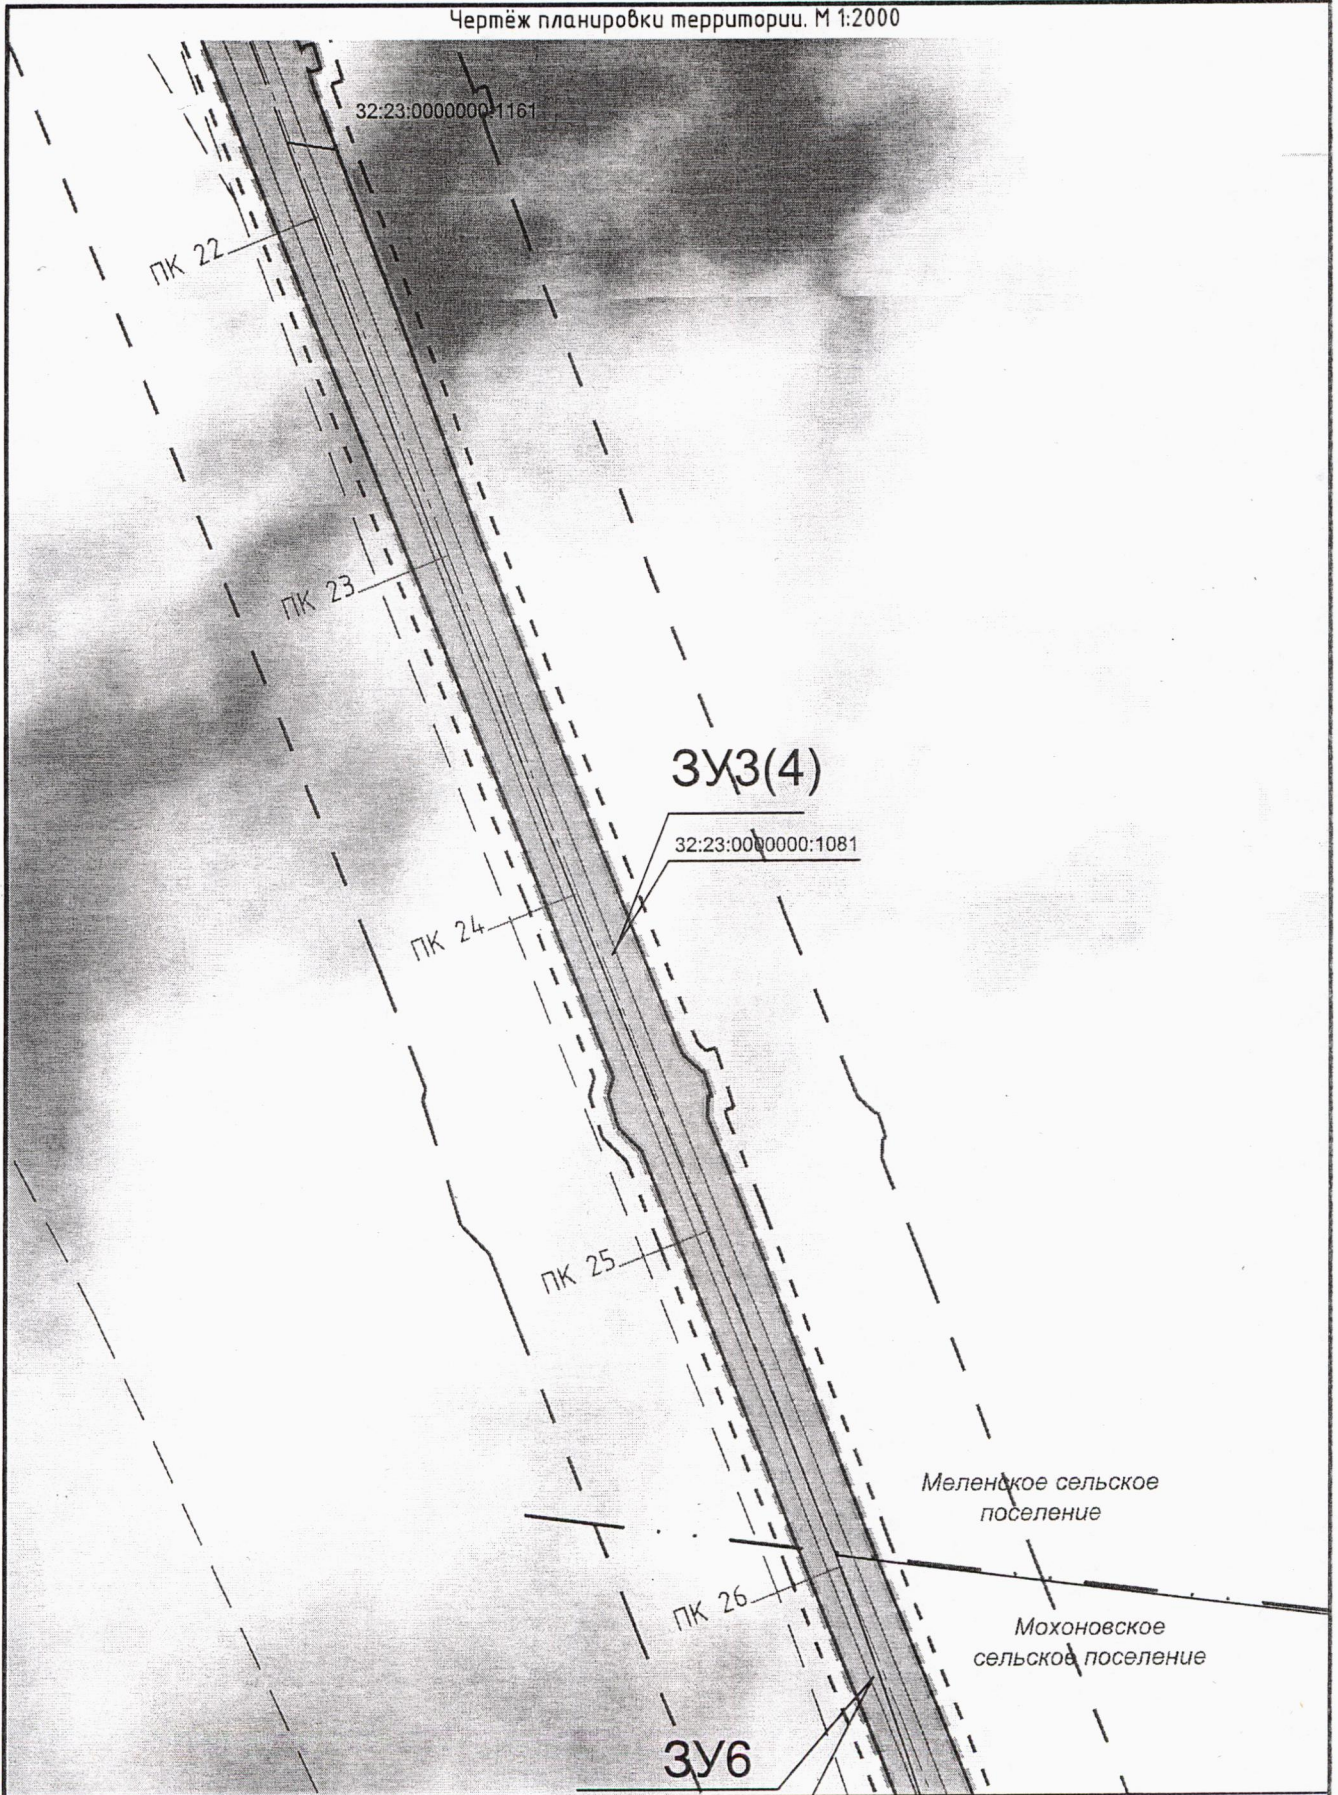 Чертёж планировки территории. М 1:2000
32:23:0000000:1161
ПК 22
ПК 23
ЗУ3(4)
32:23:0000000:1081
ПК 24
ПК 25
Меленское сельское
поселение
ПК 26
Мохоновское
сельское поселение
ЗУ6